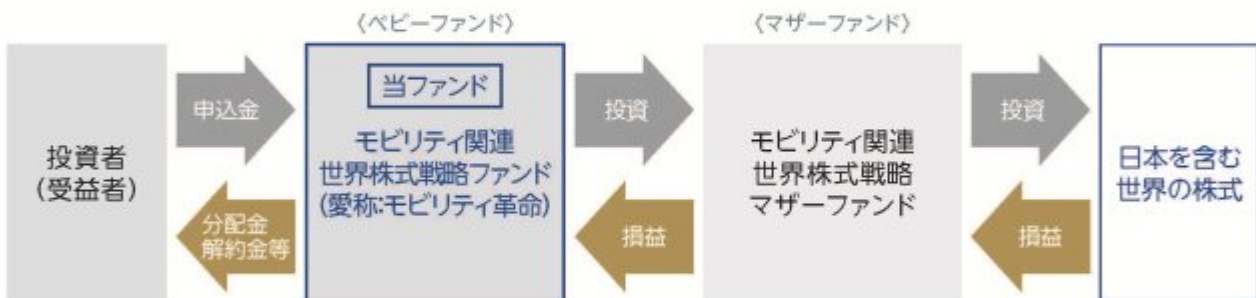 〈ベビーファンド〉
〈マザーファンド〉
投資者
(受益者)
申込金
分配金
解約金等
当ファンド
モビリティ関連
世界株式戦略ファンド
(愛称:モビリティ革命)
投資
損益
モビリティ関連
世界株式戦略
マザーファンド
投資
損益
日本を含む
世界の株式